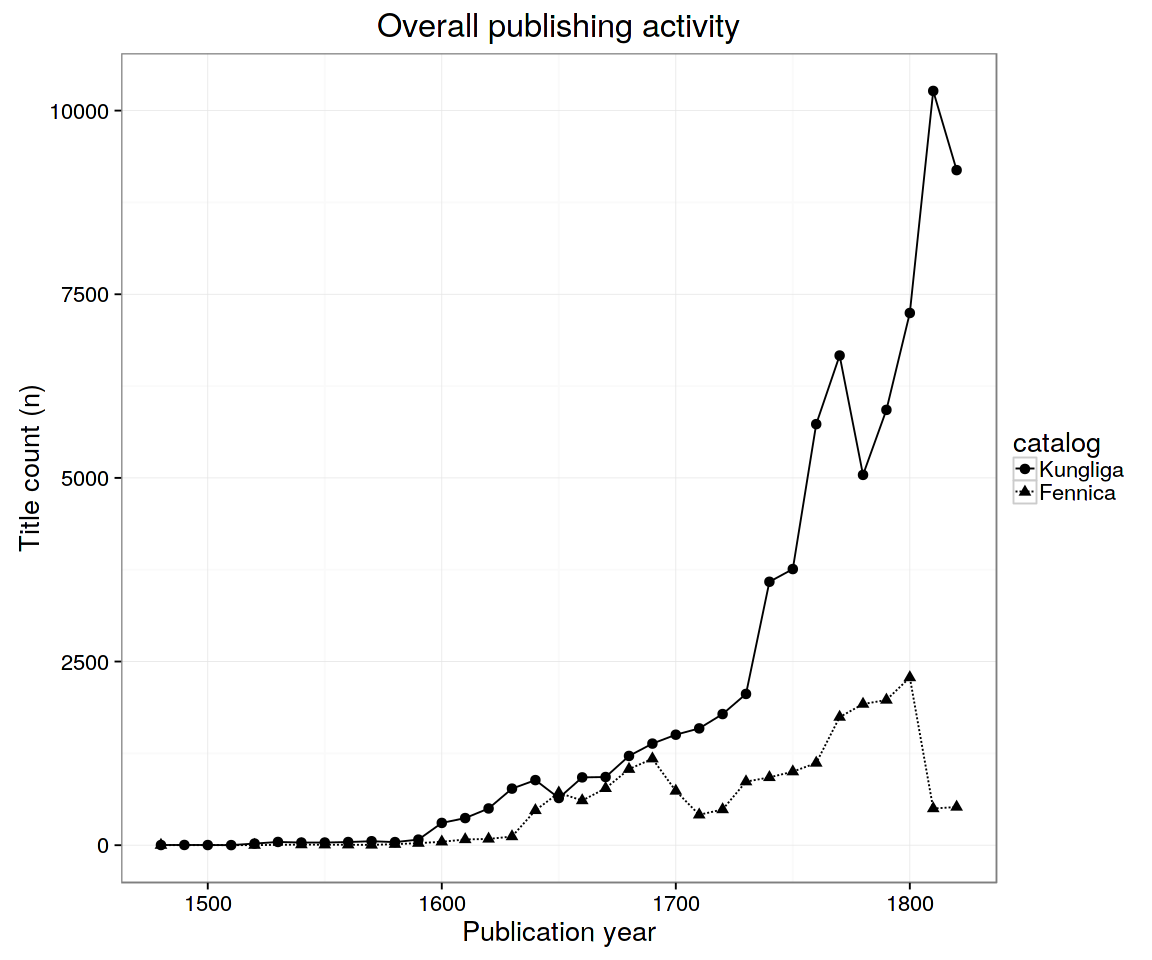 Overall publishing activity
10000
7500
5000
2500
0
Title count (n)
1500 1600 1700 1800
Publication year
catalog
Kungliga
Fennica